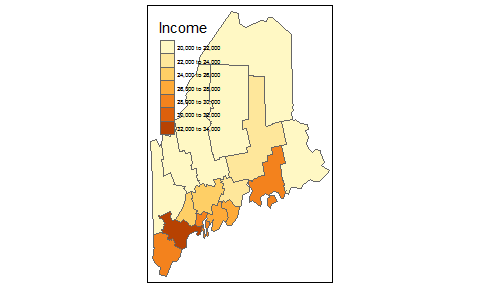 Income
20,000 to 22,000
22,000 to 24,000
24,000 to 26,000
26,000 to 28,000
28,000 to 30,000
30,000 to 32,000
32,000 to 34,000